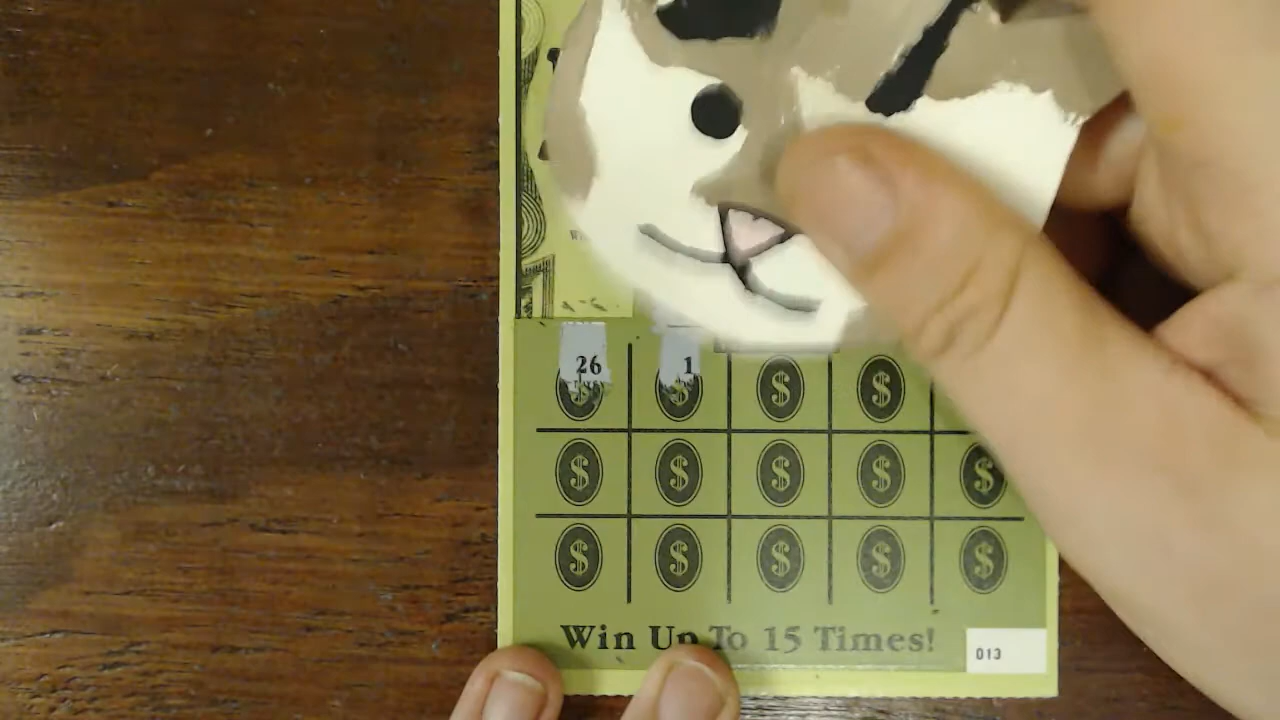 26 1
$ $ $ $
$ $ $ $ $
$ $ $ $ $
Win Up To 15 Times!
013